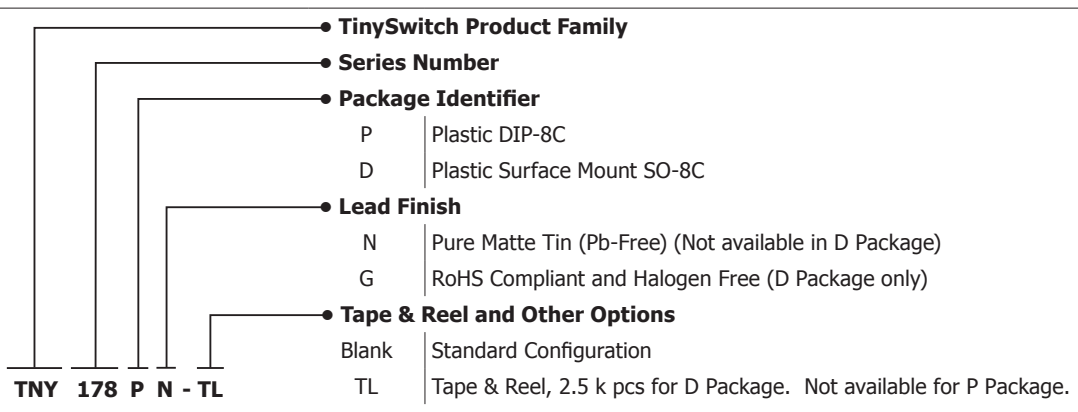 TinySwitch Product Family
Series Number
Package Identifier
P Plastic DIP-8C
D Plastic Surface Mount SO-8C
Lead Finish
N Pure Matte Tin (Pb-Free) (Not available in D Package)
G RoHS Compliant and Halogen Free (D Package only)
Tape & Reel and Other Options
Blank Standard Configuration
TNY 178 P N - TL
TL Tape & Reel, 2.5 k pcs for D Package. Not available for P Package.